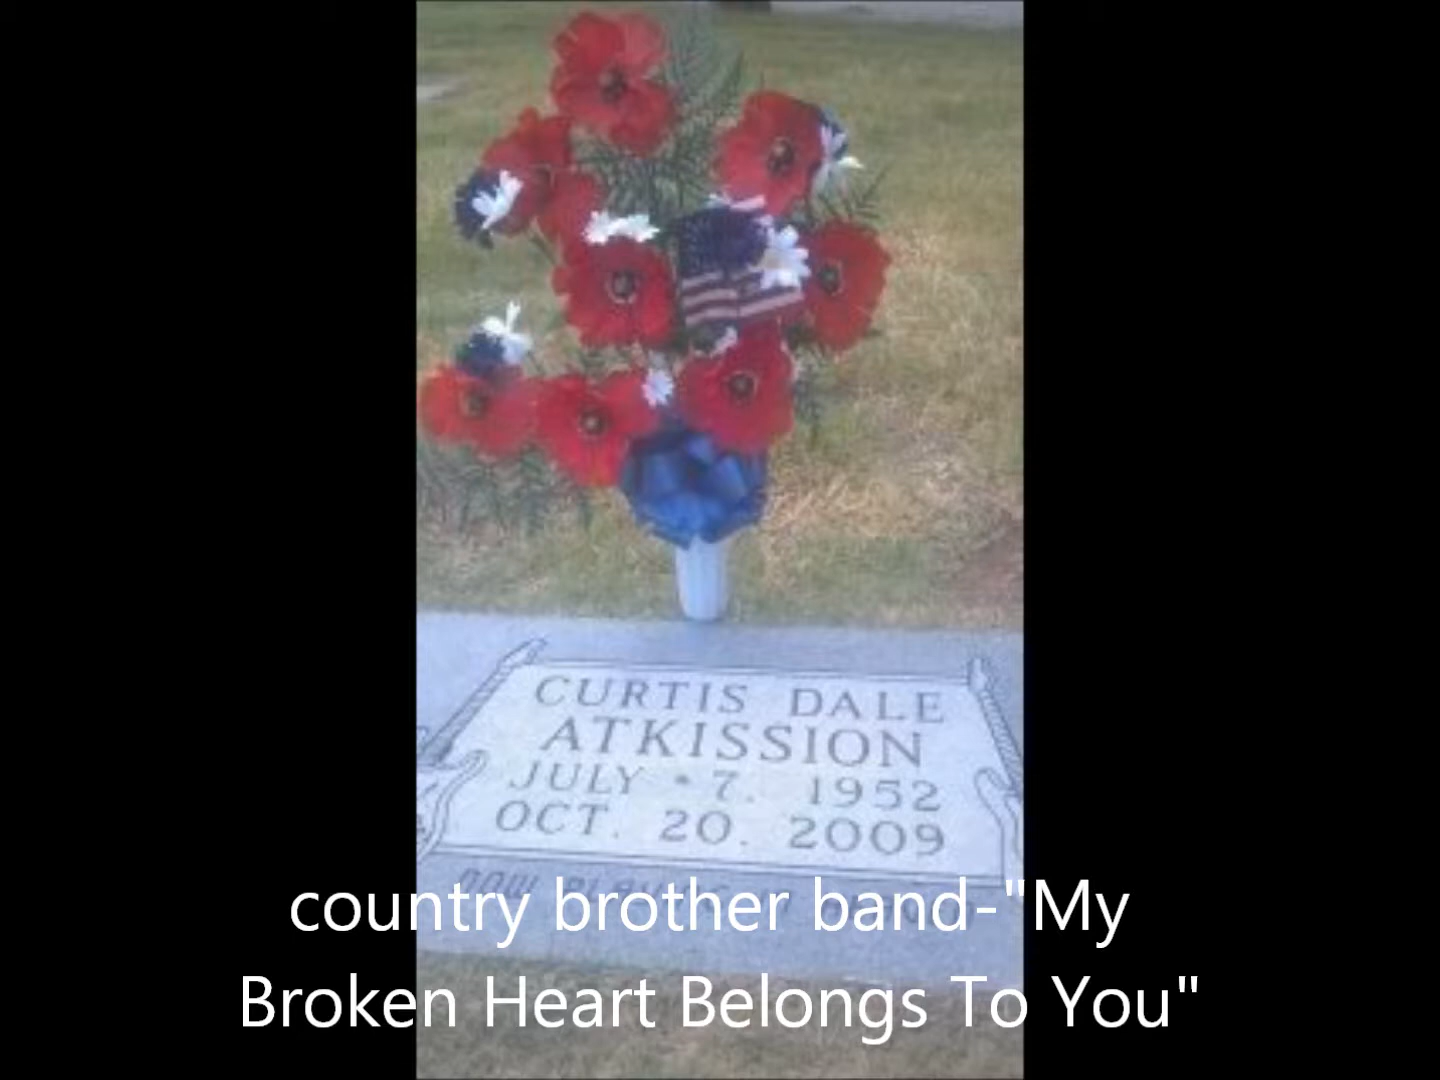 CURTIS DALE
ATKISSION
JULY 7. 1952
OCT. 20. 2009
country brother band-"My
Broken Heart Belongs To You"